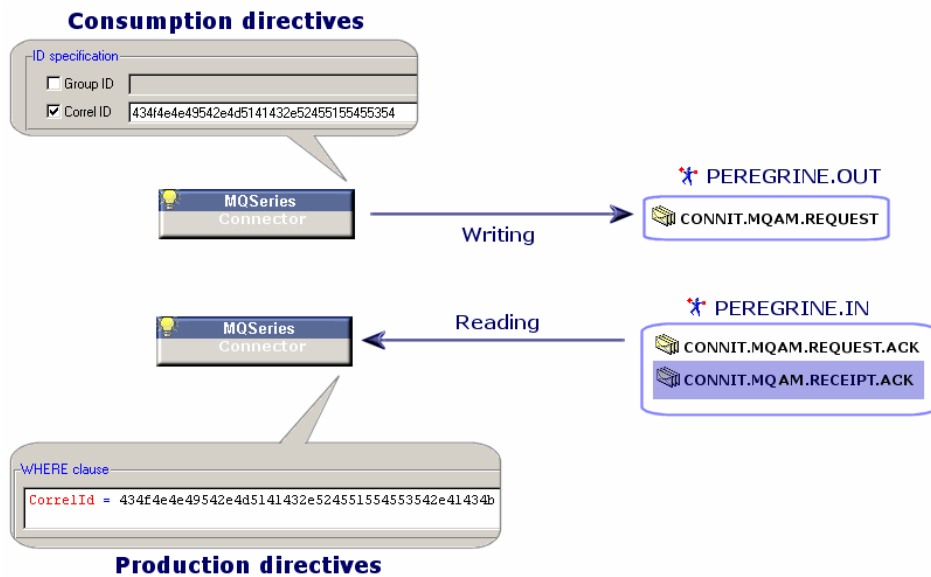 Consumption directives
ID specification
Group ID
Correl ID 434f4e4e49542e4d5141432e52455155455354
PEREGRINE.OUT
MQSeries
Connector
CONNIT.MQAM.REQUEST
Writing
PEREGRINE.IN
MQSeries
Connector
Reading
CONNIT.MQAM.REQUEST.ACK
CONNIT.MQAM.RECEIPT.ACK
WHERE clause
CorrelId = 434f4e4e49542e4d5141432e524551554553542e41434b
Production directives